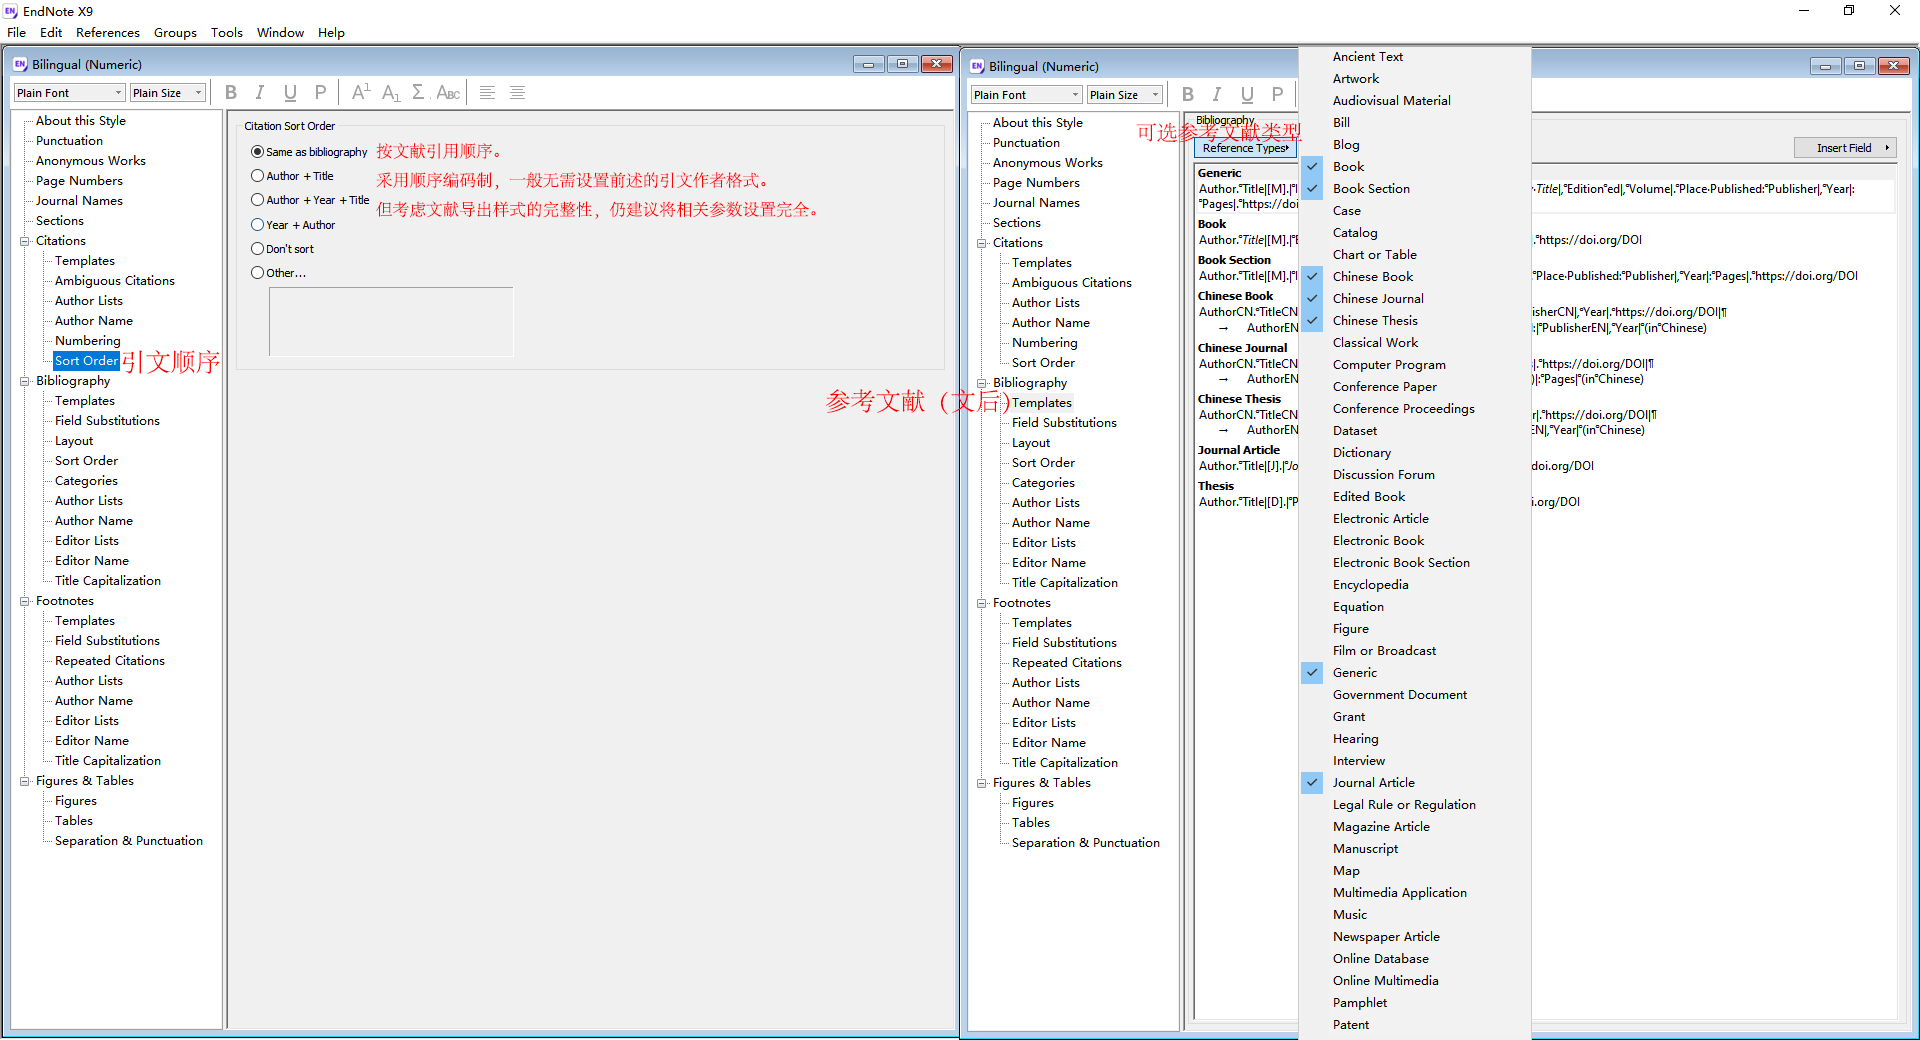 EndNote X9
File Edit References Groups Tools Window Help
Bilingual (Numeric)
Plain Font Plain Size B I U P A¹ A₁ Σ ABC
About this Style
Punctuation
Anonymous Works
Page Numbers
Journal Names
Sections
Citations
Templates
Ambiguous Citations
Author Lists
Author Name
Numbering
Sort Order 引文顺序
Bibliography
Templates
Field Substitutions
Layout
Sort Order
Categories
Author Lists
Author Name
Editor Lists
Editor Name
Title Capitalization
Footnotes
Templates
Field Substitutions
Repeated Citations
Author Lists
Author Name
Editor Lists
Editor Name
Title Capitalization
Figures & Tables
Figures
Tables
Separation & Punctuation
Citation Sort Order
Same as bibliography 按文献引用顺序。
Author + Title 采用顺序编码制，一般无需设置前述的引文作者格式。
Author + Year + Title 但考虑文献导出样式的完整性，仍建议将相关参数设置完全。
Year + Author
Don't sort
Other...
Bilingual (Numeric)
Plain Font Plain Size B I U P
About this Style
Punctuation
Anonymous Works
Page Numbers
Journal Names
Sections
Citations
Templates
Ambiguous Citations
Author Lists
Author Name
Numbering
Sort Order
Bibliography
参考文献（文后） Templates
Field Substitutions
Layout
Sort Order
Categories
Author Lists
Author Name
Editor Lists
Editor Name
Title Capitalization
Footnotes
Templates
Field Substitutions
Repeated Citations
Author Lists
Author Name
Editor Lists
Editor Name
Title Capitalization
Figures & Tables
Figures
Tables
Separation & Punctuation
Bibliography
可选参考文献类型
Reference Types Insert Field
Generic
Author.°Title|[M].| Title|,°Edition°ed|,°Volume|.°Place·Published:°Publisher|,°Year|:
°Pages|.°https://doi
Book
Author.°Title|[M].|° .°https://doi.org/DOI
Book Section
Author.°Title|[M].| °Place·Published:°Publisher|,°Year|:°Pages|.°https://doi.org/DOI
Chinese Book
AuthorCN.°TitleCN isherCN|,°Year|.°https://doi.org/DOI|¶
→ AuthorEN :|°PublisherEN|,°Year|°(in°Chinese)
Chinese Journal
AuthorCN.°TitleCN |.°https://doi.org/DOI|¶
→ AuthorEN )|:°Pages|°(in°Chinese)
Chinese Thesis
AuthorCN.°TitleCN r|.°https://doi.org/DOI|¶
→ AuthorEN EN|,°Year|°(in°Chinese)
Journal Article
Author.°Title|[J].|°Jo doi.org/DOI
Thesis
Author.°Title|[D].|°P i.org/DOI
Ancient Text
Artwork
Audiovisual Material
Bill
Blog
Book
Book Section
Case
Catalog
Chart or Table
Chinese Book
Chinese Journal
Chinese Thesis
Classical Work
Computer Program
Conference Paper
Conference Proceedings
Dataset
Dictionary
Discussion Forum
Edited Book
Electronic Article
Electronic Book
Electronic Book Section
Encyclopedia
Equation
Figure
Film or Broadcast
Generic
Government Document
Grant
Hearing
Interview
Journal Article
Legal Rule or Regulation
Magazine Article
Manuscript
Map
Multimedia Application
Music
Newspaper Article
Online Database
Online Multimedia
Pamphlet
Patent